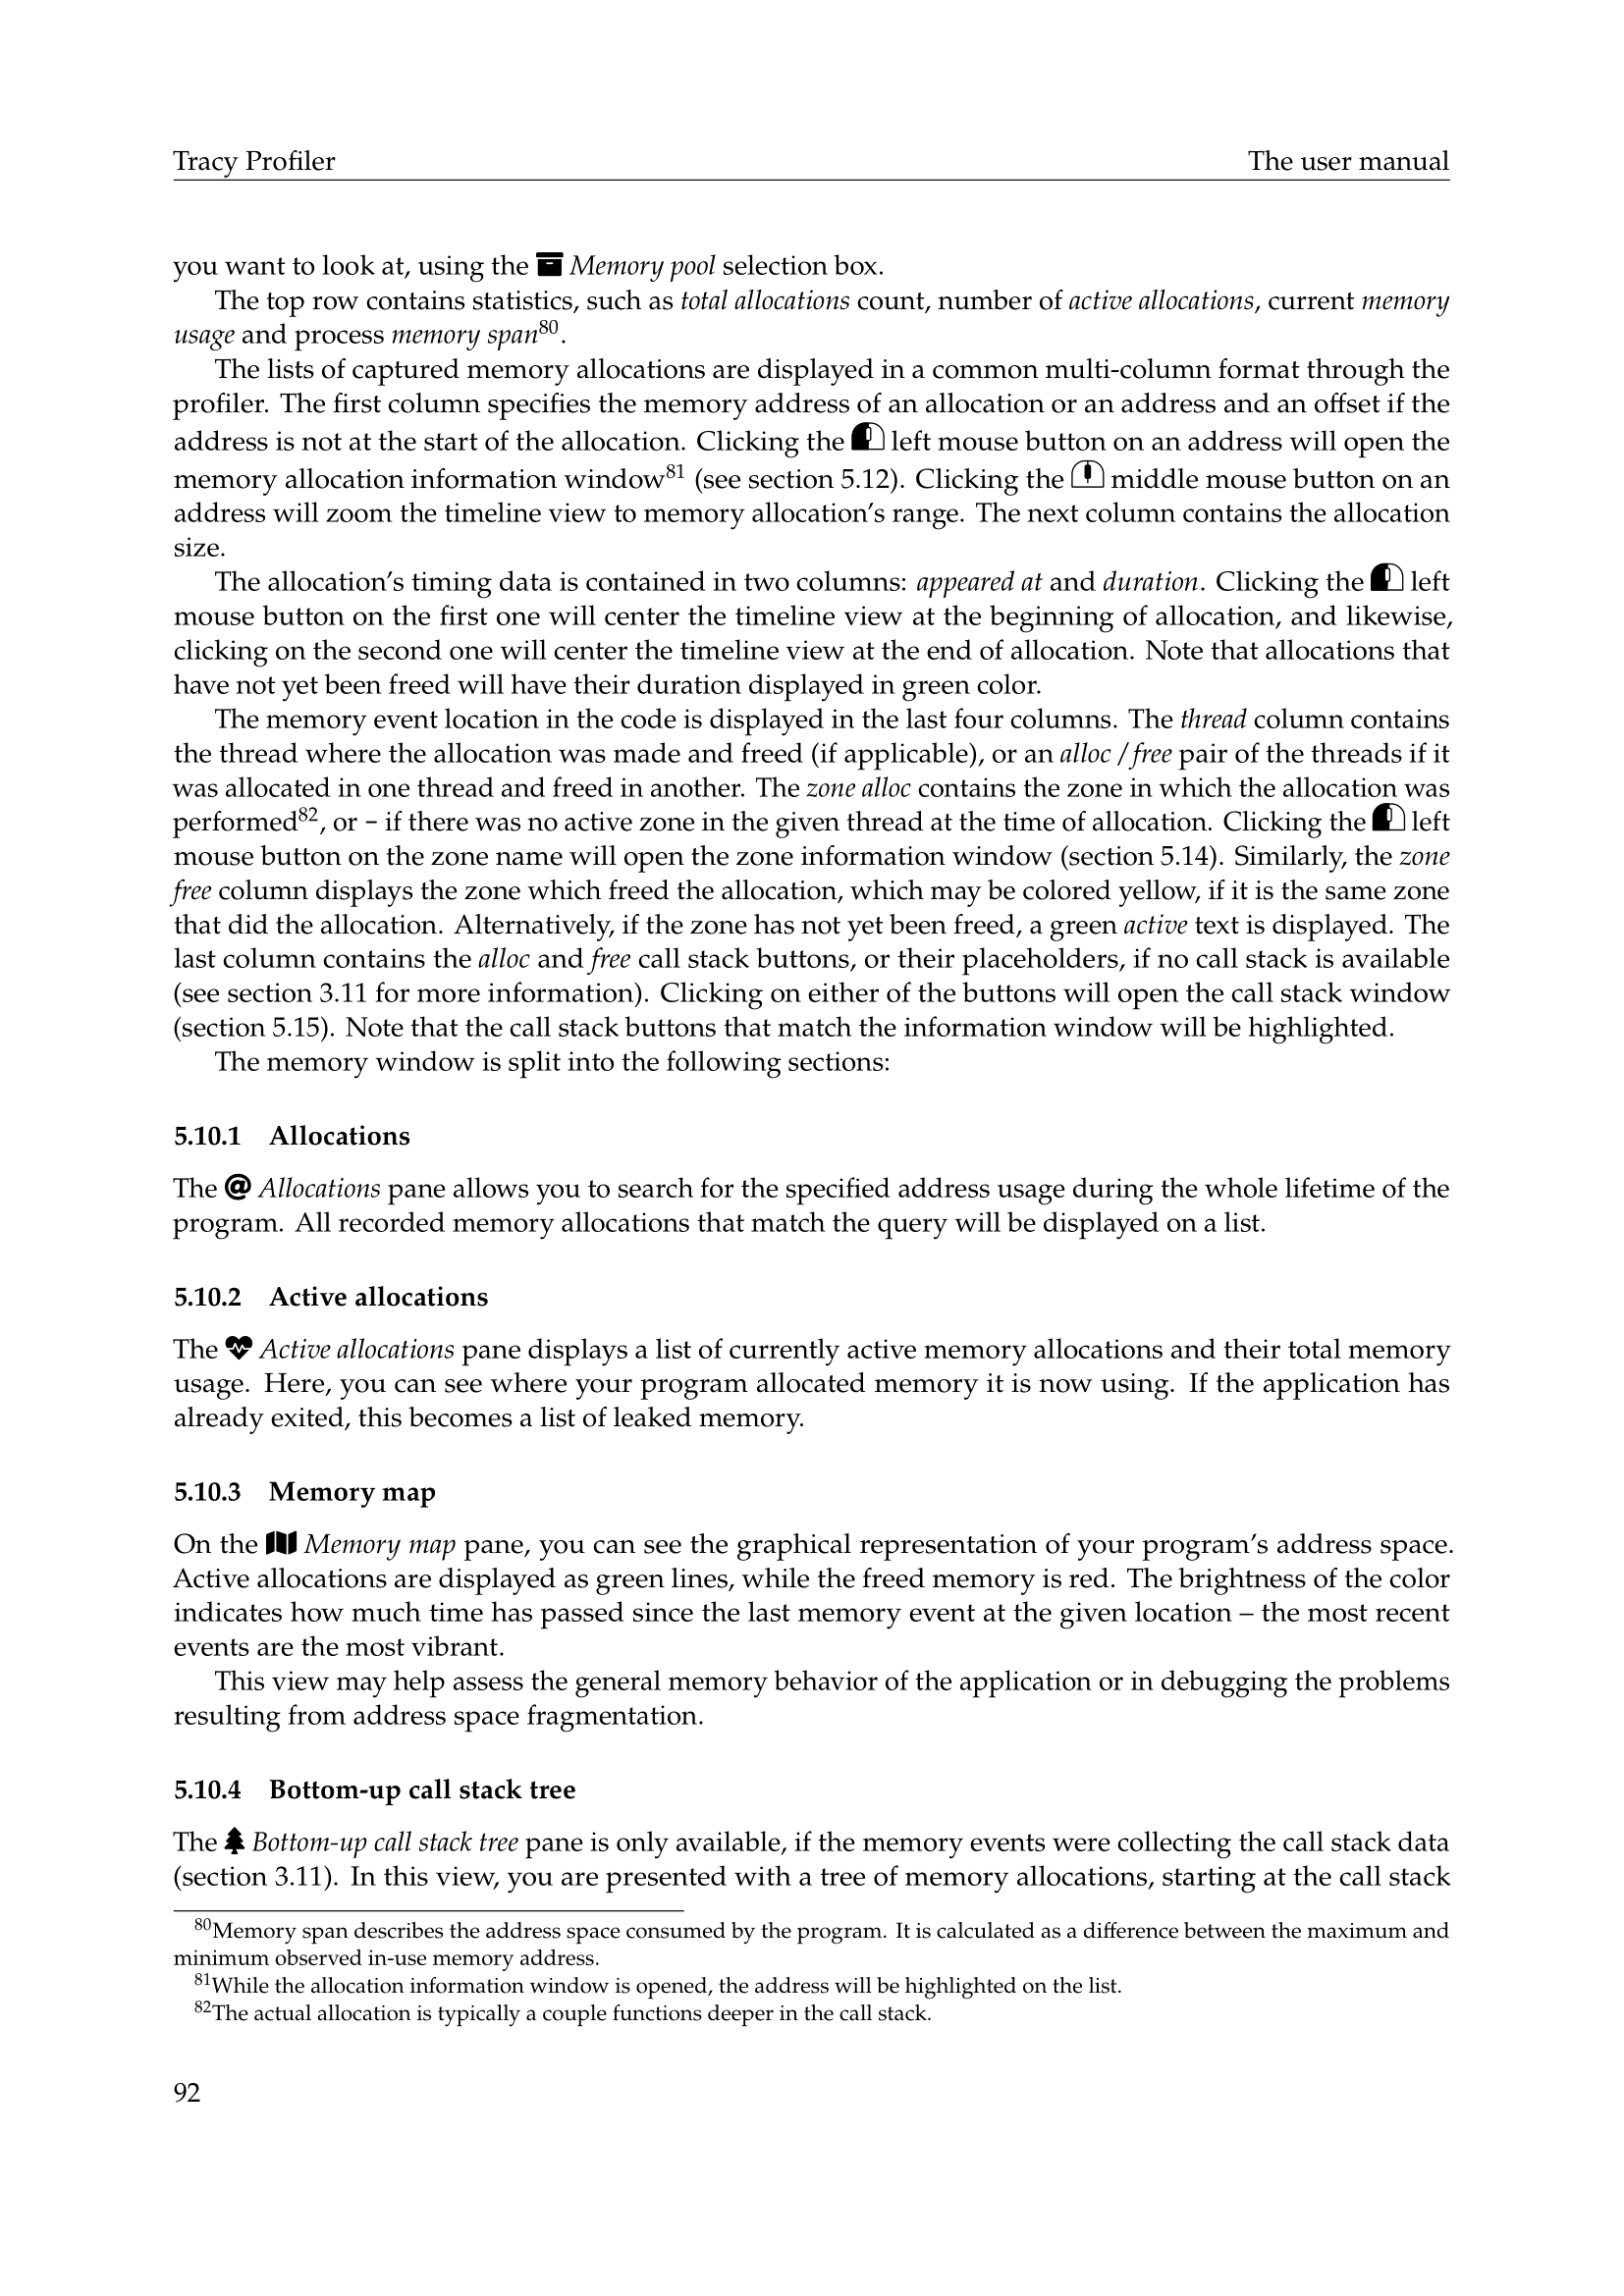 Tracy Profiler The user manual
you want to look at, using the Memory pool selection box.
The top row contains statistics, such as total allocations count, number of active allocations, current memory
usage and process memory span80.
The lists of captured memory allocations are displayed in a common multi-column format through the
profiler. The first column specifies the memory address of an allocation or an address and an offset if the
address is not at the start of the allocation. Clicking the left mouse button on an address will open the
memory allocation information window81 (see section 5.12). Clicking the middle mouse button on an
address will zoom the timeline view to memory allocation's range. The next column contains the allocation
size.
The allocation's timing data is contained in two columns: appeared at and duration. Clicking the left
mouse button on the first one will center the timeline view at the beginning of allocation, and likewise,
clicking on the second one will center the timeline view at the end of allocation. Note that allocations that
have not yet been freed will have their duration displayed in green color.
The memory event location in the code is displayed in the last four columns. The thread column contains
the thread where the allocation was made and freed (if applicable), or an alloc / free pair of the threads if it
was allocated in one thread and freed in another. The zone alloc contains the zone in which the allocation was
performed82, or – if there was no active zone in the given thread at the time of allocation. Clicking the left
mouse button on the zone name will open the zone information window (section 5.14). Similarly, the zone
free column displays the zone which freed the allocation, which may be colored yellow, if it is the same zone
that did the allocation. Alternatively, if the zone has not yet been freed, a green active text is displayed. The
last column contains the alloc and free call stack buttons, or their placeholders, if no call stack is available
(see section 3.11 for more information). Clicking on either of the buttons will open the call stack window
(section 5.15). Note that the call stack buttons that match the information window will be highlighted.
The memory window is split into the following sections:
5.10.1 Allocations
The Allocations pane allows you to search for the specified address usage during the whole lifetime of the
program. All recorded memory allocations that match the query will be displayed on a list.
5.10.2 Active allocations
The Active allocations pane displays a list of currently active memory allocations and their total memory
usage. Here, you can see where your program allocated memory it is now using. If the application has
already exited, this becomes a list of leaked memory.
5.10.3 Memory map
On the Memory map pane, you can see the graphical representation of your program's address space.
Active allocations are displayed as green lines, while the freed memory is red. The brightness of the color
indicates how much time has passed since the last memory event at the given location – the most recent
events are the most vibrant.
This view may help assess the general memory behavior of the application or in debugging the problems
resulting from address space fragmentation.
5.10.4 Bottom-up call stack tree
The Bottom-up call stack tree pane is only available, if the memory events were collecting the call stack data
(section 3.11). In this view, you are presented with a tree of memory allocations, starting at the call stack
80Memory span describes the address space consumed by the program. It is calculated as a difference between the maximum and
minimum observed in-use memory address.
81While the allocation information window is opened, the address will be highlighted on the list.
82The actual allocation is typically a couple functions deeper in the call stack.
92